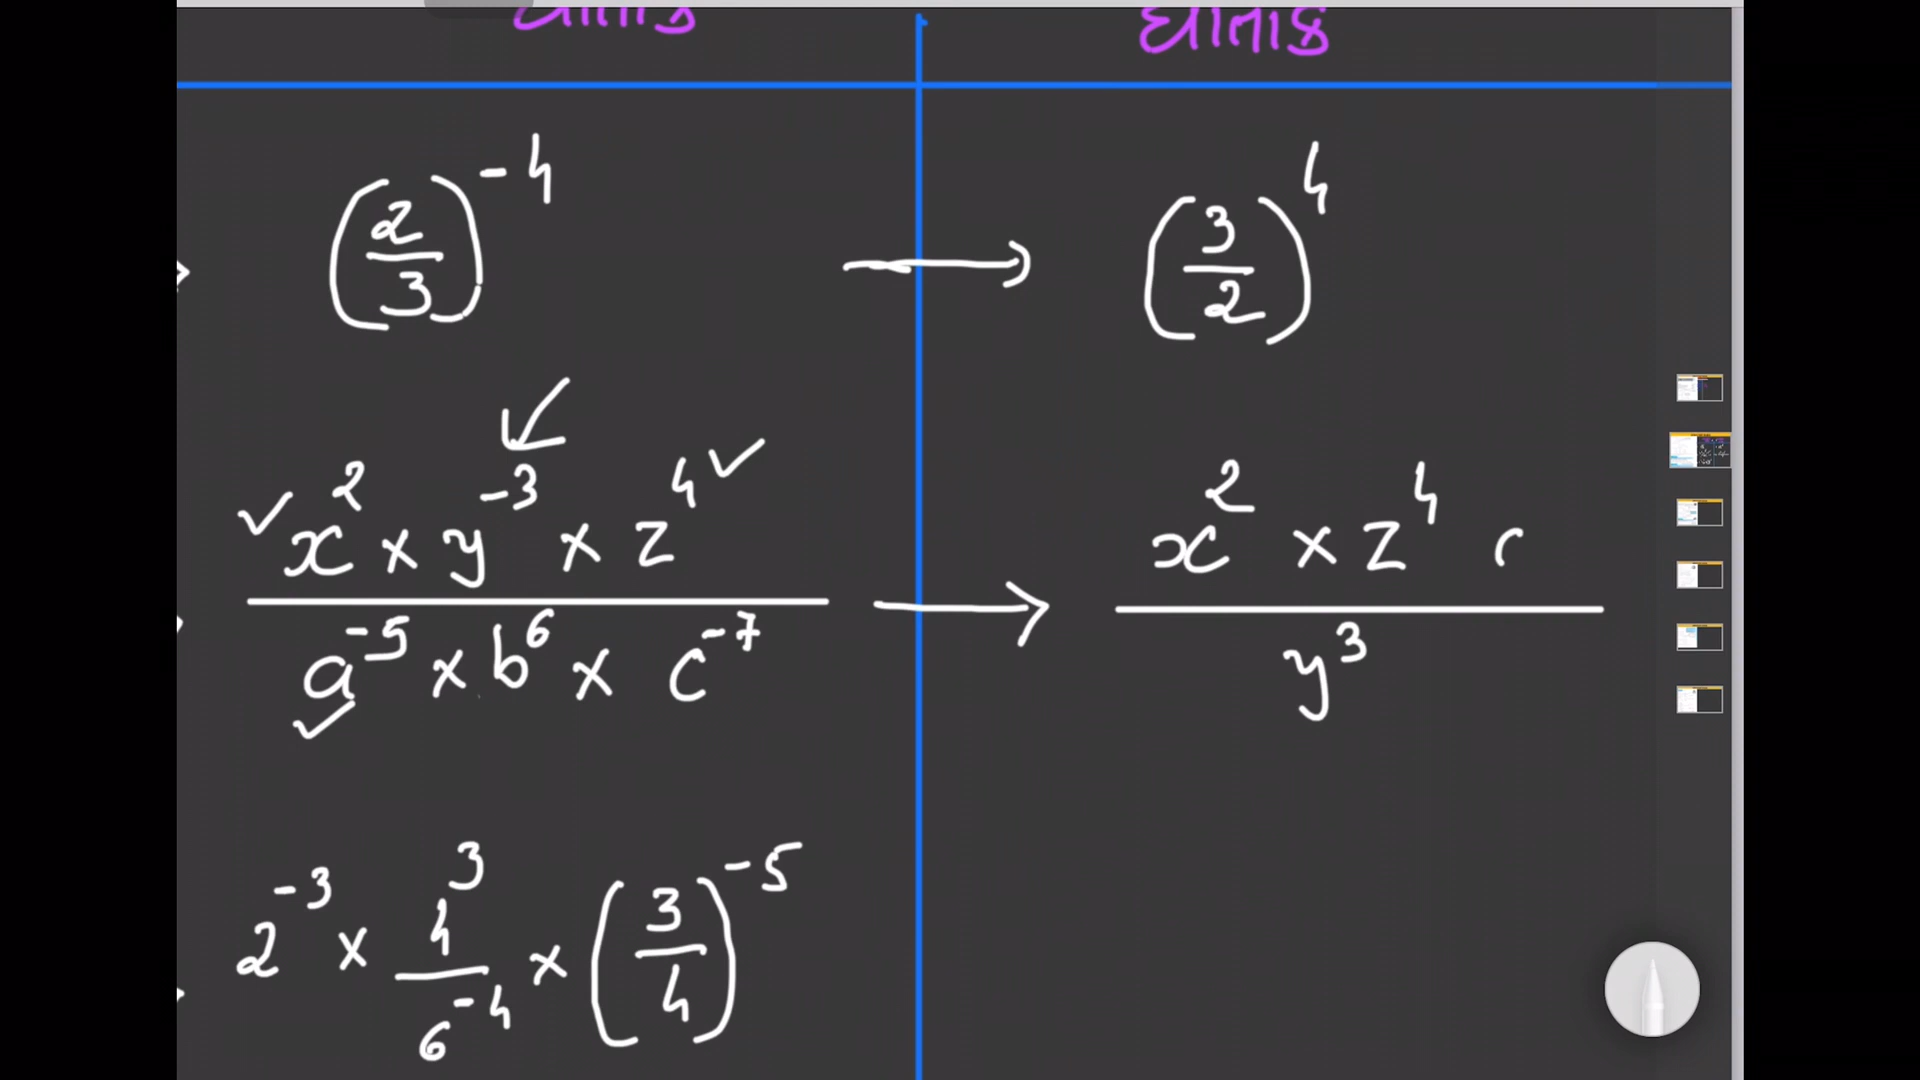 ઘાતાંક ઘાતાંક
(2/3)^-4 → (3/2)^4
x^2 × y^-3 × z^4 / a^-5 × b^6 × c^-7 → x^2 × z^4 / y^3
2^-3 × 4^3 / 6^-4 × (3/4)^-5